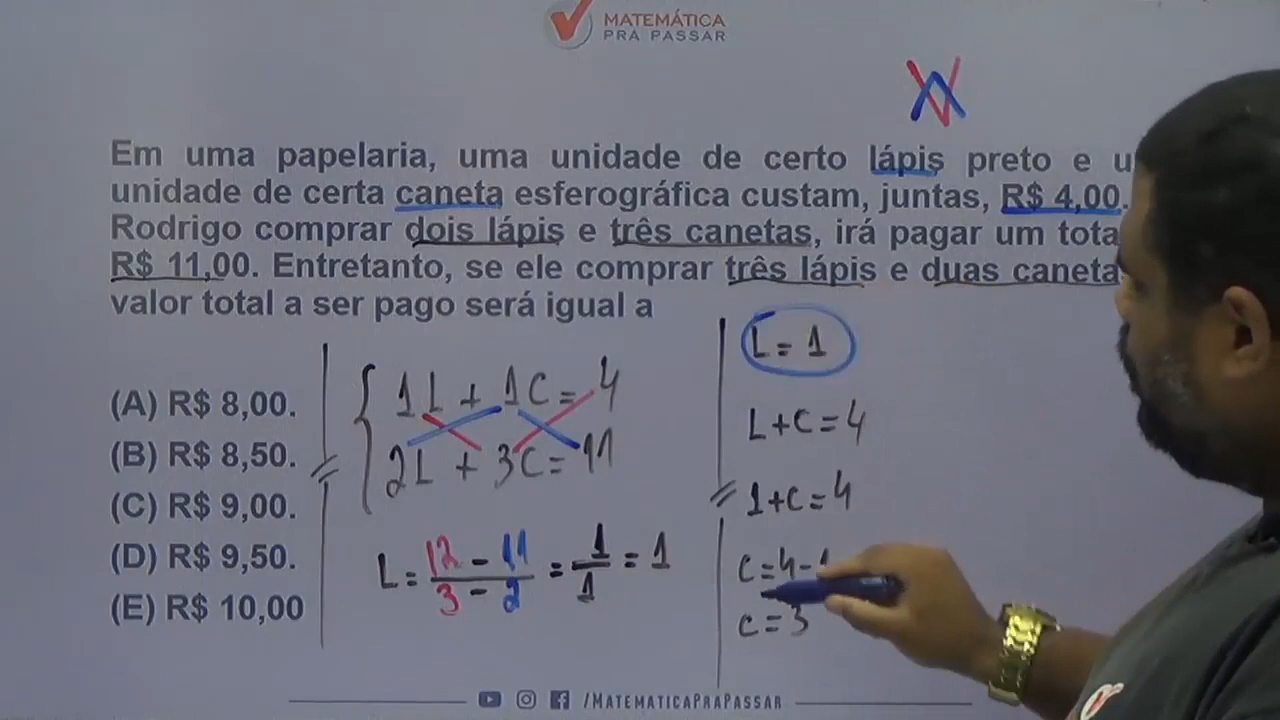 MATEMÁTICA
PRA PASSAR
Em uma papelaria, uma unidade de certo lápis preto e u
unidade de certa caneta esferográfica custam, juntas, R$ 4,00.
Rodrigo comprar dois lápis e três canetas, irá pagar um tota
R$ 11,00. Entretanto, se ele comprar três lápis e duas caneta
valor total a ser pago será igual a
(A) R$ 8,00.
(B) R$ 8,50.
(C) R$ 9,00.
(D) R$ 9,50.
(E) R$ 10,00
1L + 1C = 4
2L + 3C = 11
L = 12 - 11 / 3 - 2 = 1 / 1 = 1
L = 1
L + C = 4
1 + C = 4
C = 4 - 1
C = 3
/MATEMATICAPRAPASSAR